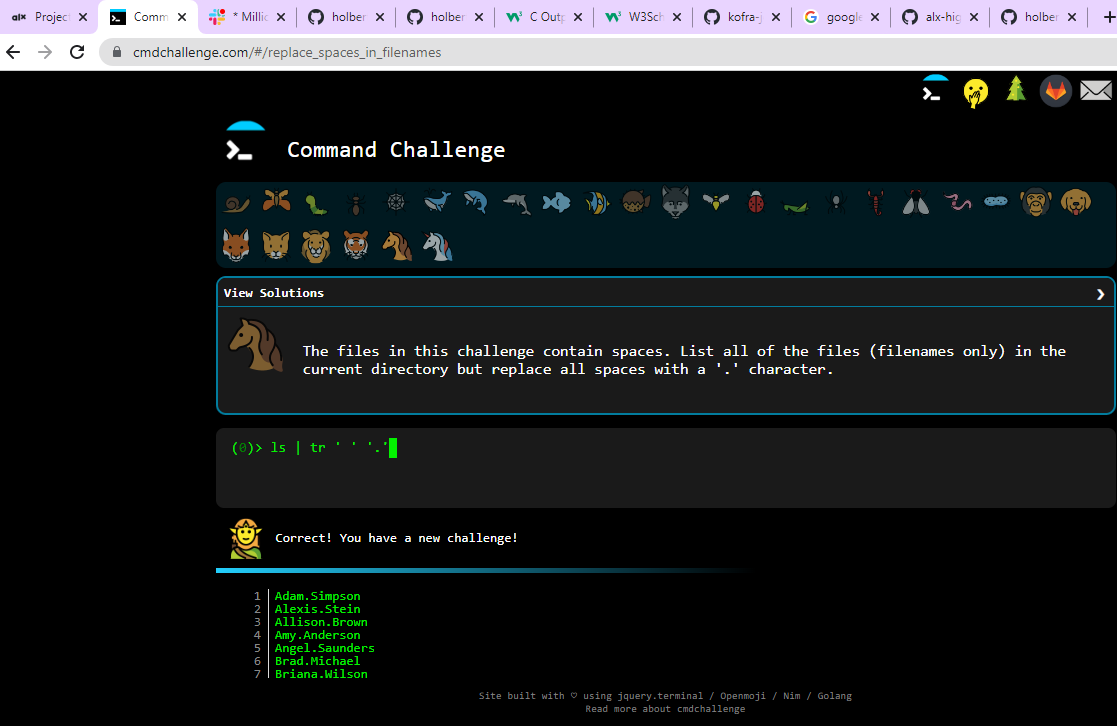 alx Project
Comm
* Millio
holber
holber
C Outp
W3Sch
kofra-j
google
alx-hig
holber
cmdchallenge.com/#/replace_spaces_in_filenames
Command Challenge
View Solutions
The files in this challenge contain spaces. List all of the files (filenames only) in the
current directory but replace all spaces with a '.' character.
(0)> ls | tr ' ' '.'
Correct! You have a new challenge!
1 Adam.Simpson
2 Alexis.Stein
3 Allison.Brown
4 Amy.Anderson
5 Angel.Saunders
6 Brad.Michael
7 Briana.Wilson
Site built with ♡ using jquery.terminal / Openmoji / Nim / Golang
Read more about cmdchallenge